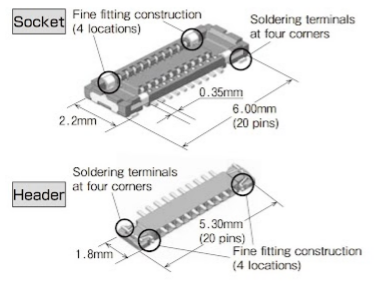 Socket
Fine fitting construction
(4 locations)
Soldering terminals
at four corners
0.35mm
6.00mm
(20 pins)
2.2mm
Header
Soldering terminals
at four corners
5.30mm
(20 pins)
1.8mm
Fine fitting construction
(4 locations)